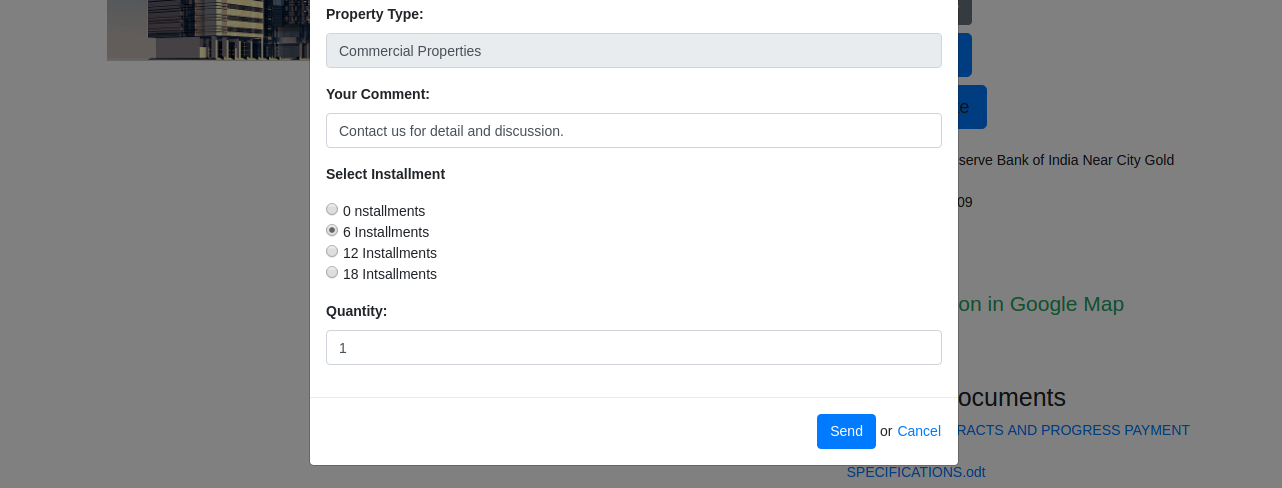 Property Type:
Commercial Properties
Your Comment:
Contact us for detail and discussion.
Select Installment
0 nstallments
6 Installments
12 Installments
18 Intsallments
Quantity:
1
Send or Cancel
e
serve Bank of India Near City Gold
09
on in Google Map
ocuments
RACTS AND PROGRESS PAYMENT
SPECIFICATIONS.odt